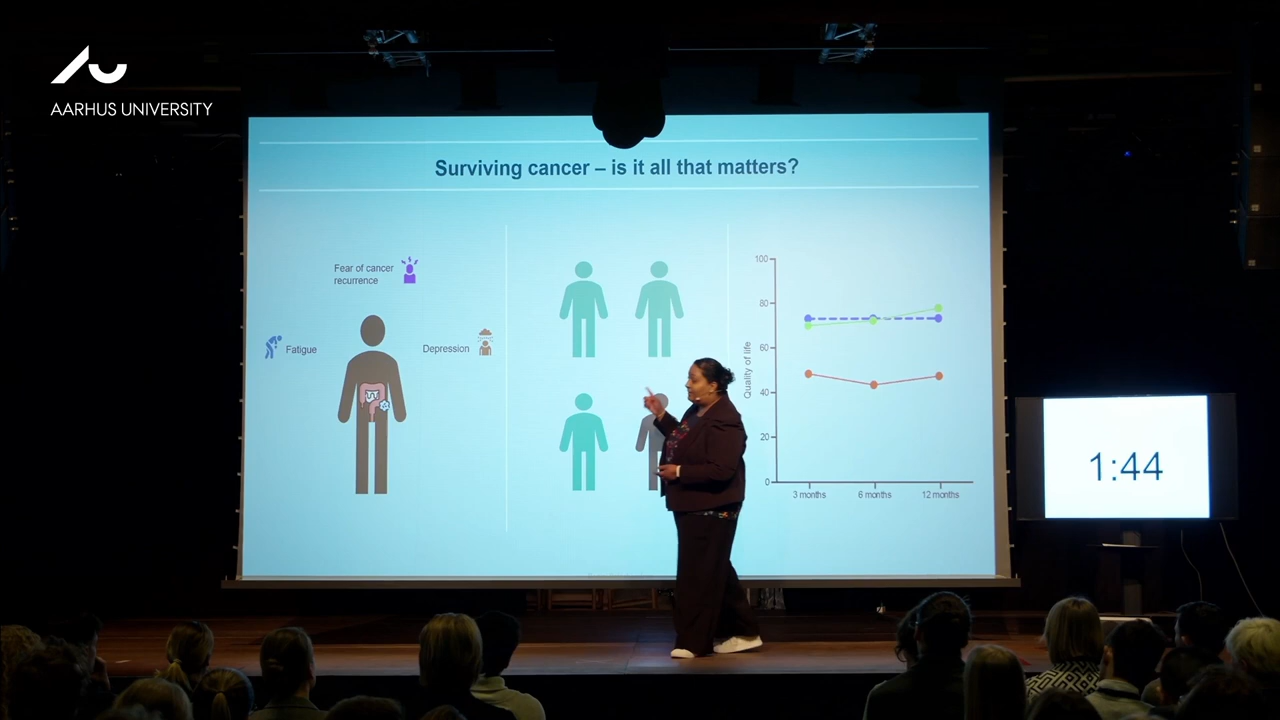 AARHUS UNIVERSITY
Surviving cancer – is it all that matters?
Fear of cancer
recurrence
Fatigue
Depression
Quality of life
100
80
60
40
20
0
3 months
6 months
12 months
1:44